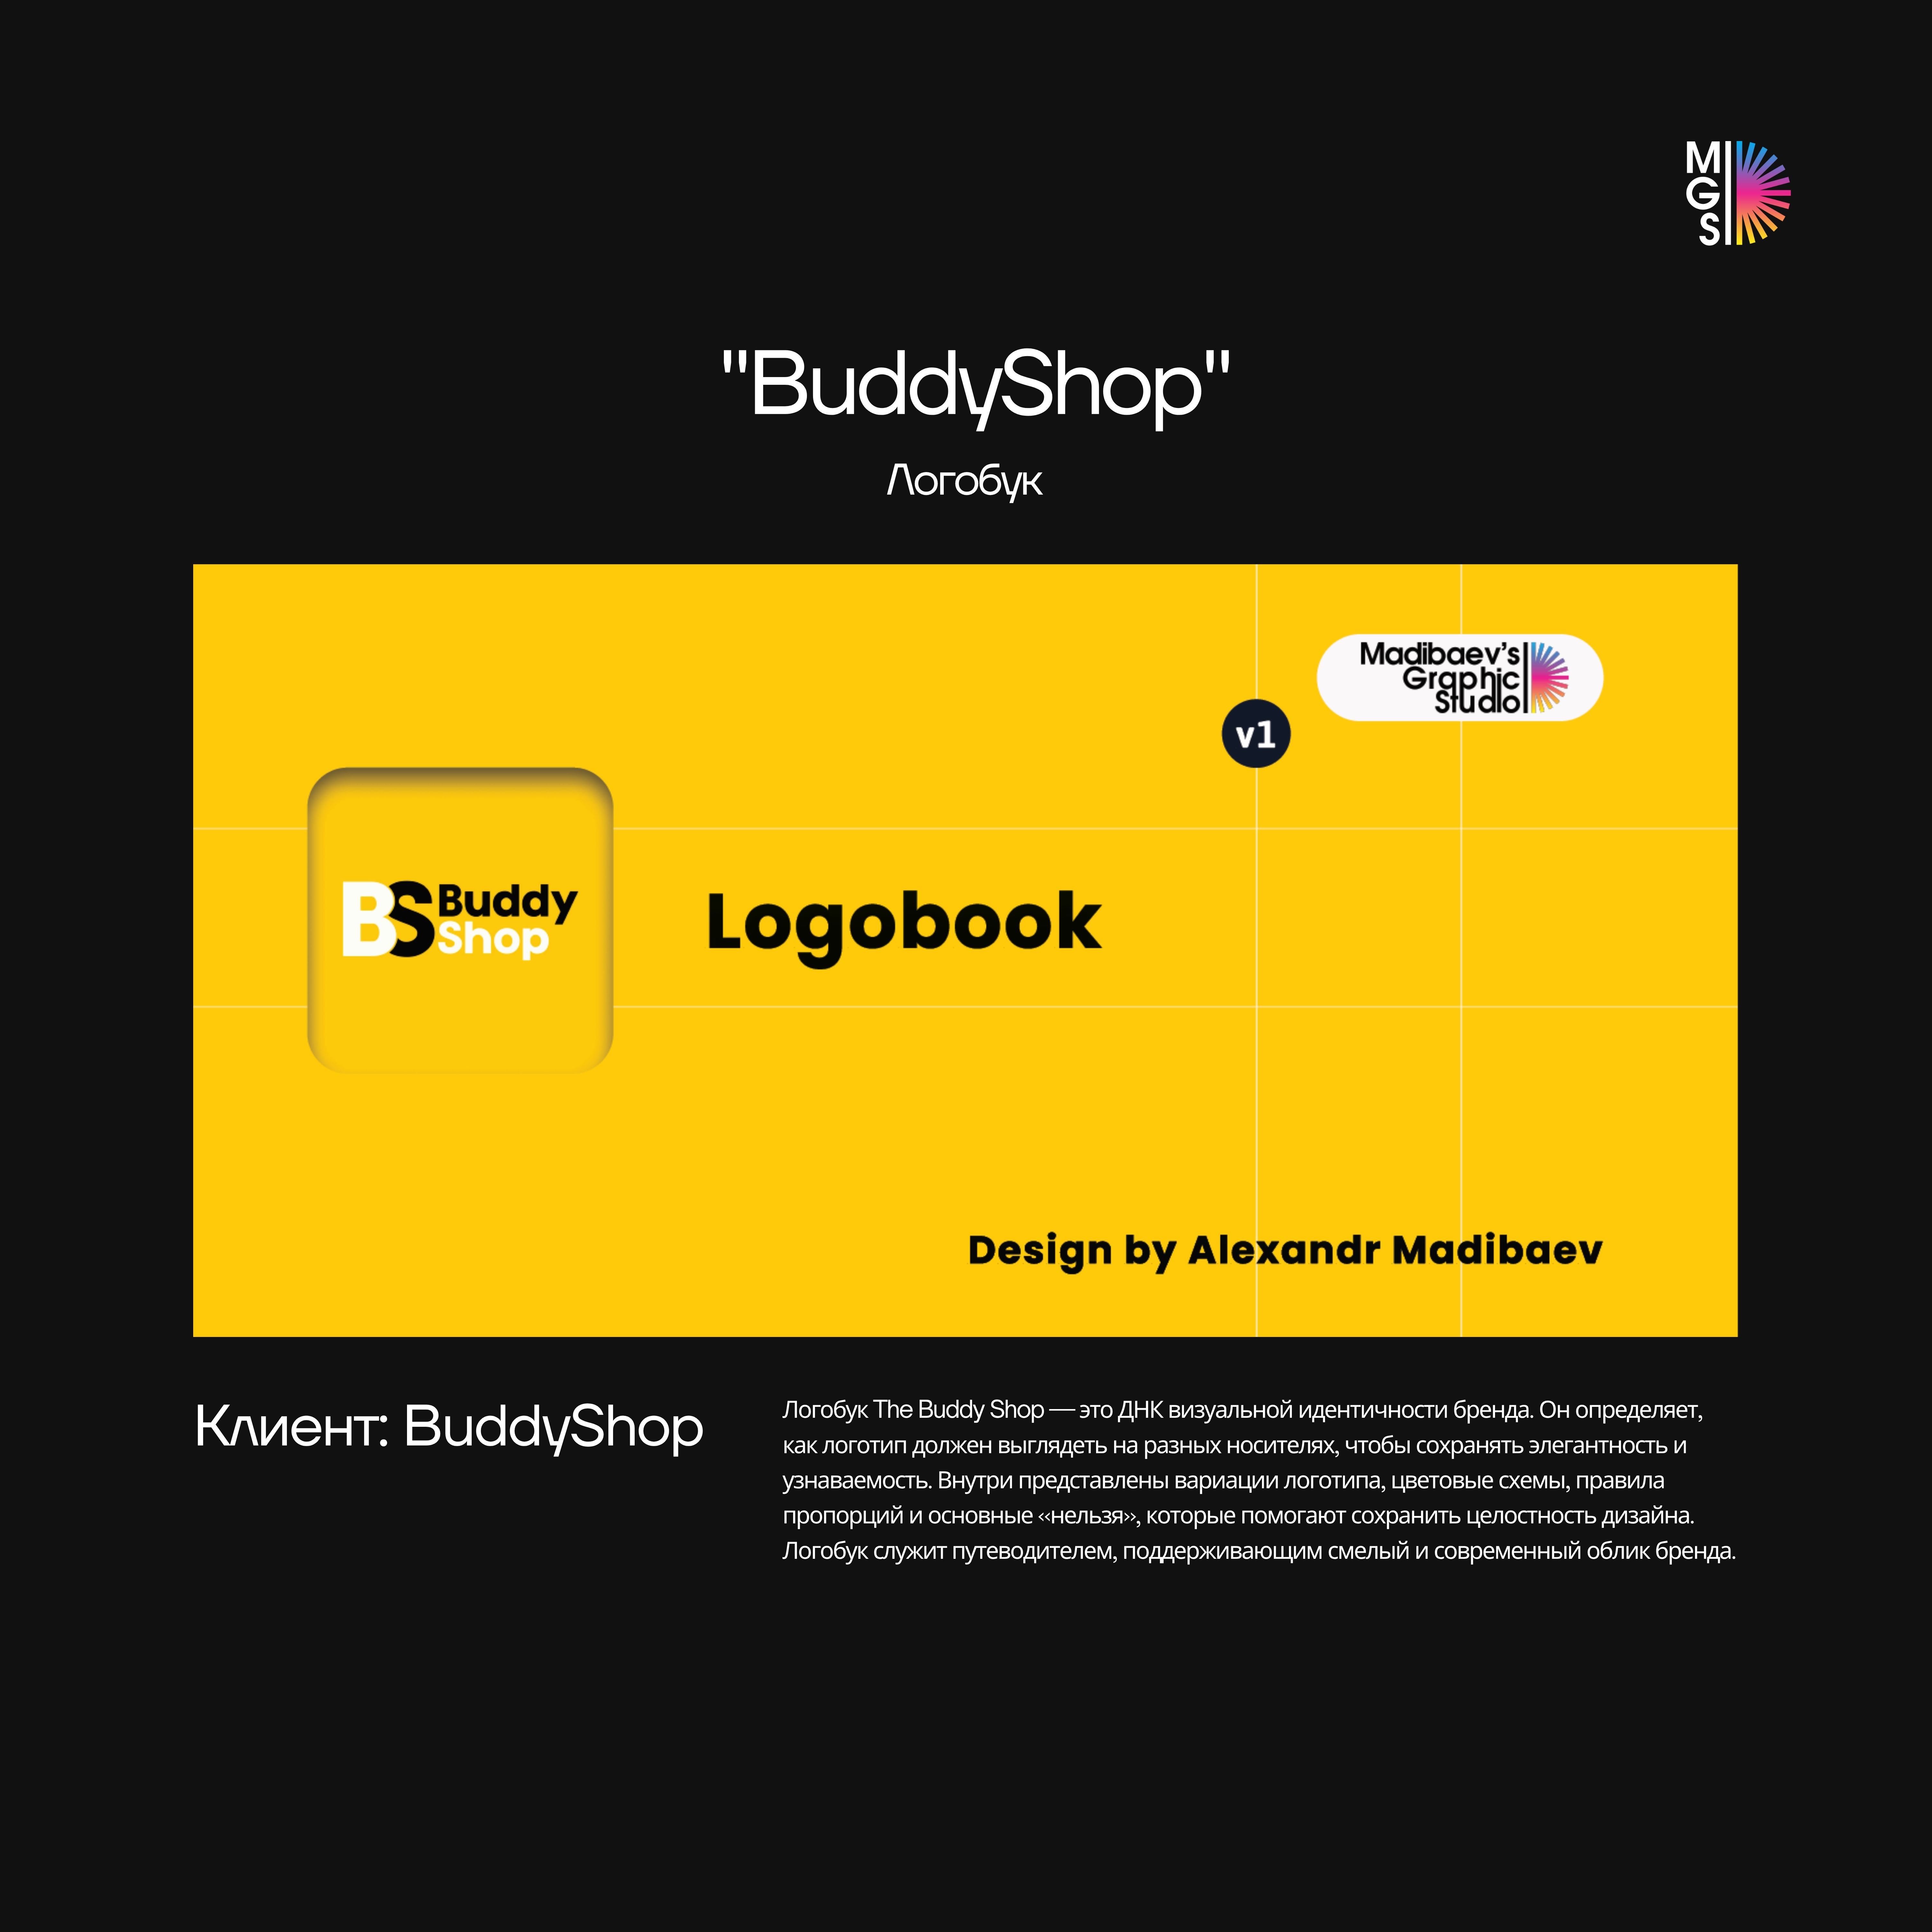 M
G
S
"BuddyShop"
Логобук
Madibaev's
Graphic
Studio
v1
BS
Buddy
Shop
Logobook
Design by Alexandr Madibaev
Клиент: BuddyShop
Логобук The Buddy Shop — это ДНК визуальной идентичности бренда. Он определяет,
как логотип должен выглядеть на разных носителях, чтобы сохранять элегантность и
узнаваемость. Внутри представлены вариации логотипа, цветовые схемы, правила
пропорций и основные «нельзя», которые помогают сохранить целостность дизайна.
Логобук служит путеводителем, поддерживающим смелый и современный облик бренда.